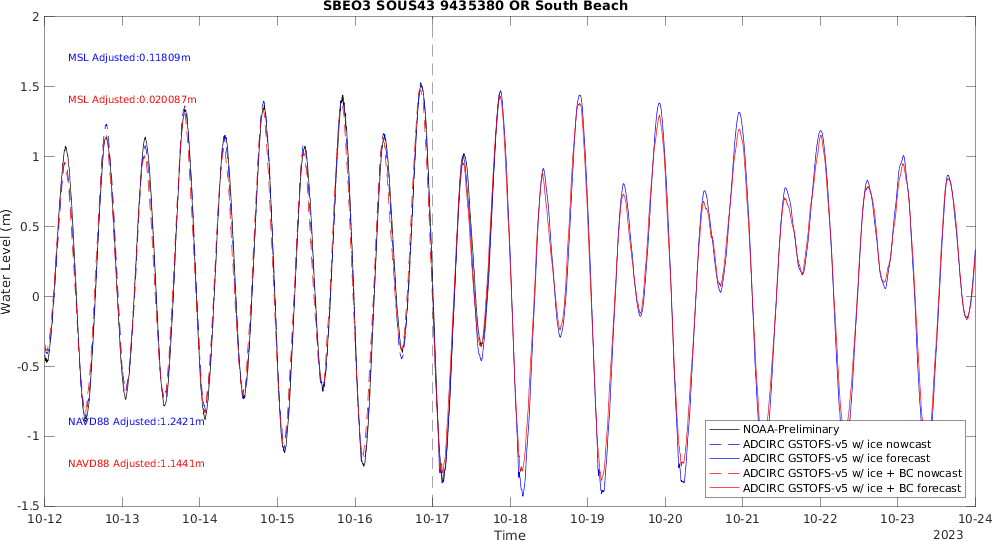 SBEO3 SOUS43 9435380 OR South Beach
2
1.5
1
0.5
0
-0.5
-1
-1.5
Water Level (m)
MSL Adjusted:0.11809m
MSL Adjusted:0.020087m
NAVD88 Adjusted:1.2421m
NAVD88 Adjusted:1.1441m
NOAA-Preliminary
ADCIRC GSTOFS-v5 w/ ice nowcast
ADCIRC GSTOFS-v5 w/ ice forecast
ADCIRC GSTOFS-v5 w/ ice + BC nowcast
ADCIRC GSTOFS-v5 w/ ice + BC forecast
10-12 10-13 10-14 10-15 10-16 10-17 10-18 10-19 10-20 10-21 10-22 10-23 10-24
Time
2023